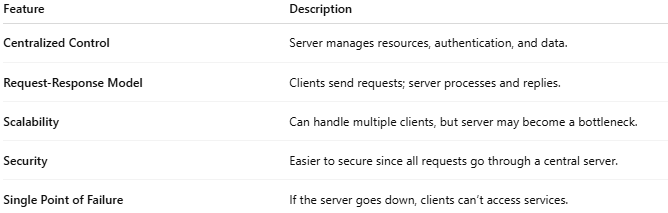 Feature Description
Centralized Control Server manages resources, authentication, and data.
Request-Response Model Clients send requests; server processes and replies.
Scalability Can handle multiple clients, but server may become a bottleneck.
Security Easier to secure since all requests go through a central server.
Single Point of Failure If the server goes down, clients can't access services.